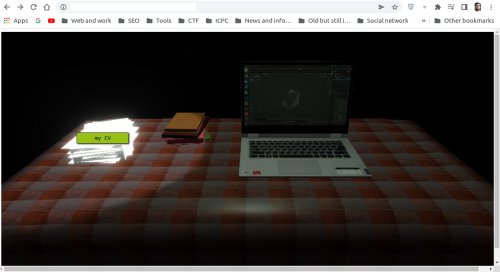 Apps
G
Web and work
SEO
Tools
CTF
ICPC
News and info…
Old but still i…
Social network
»
Other bookmarks
my CV